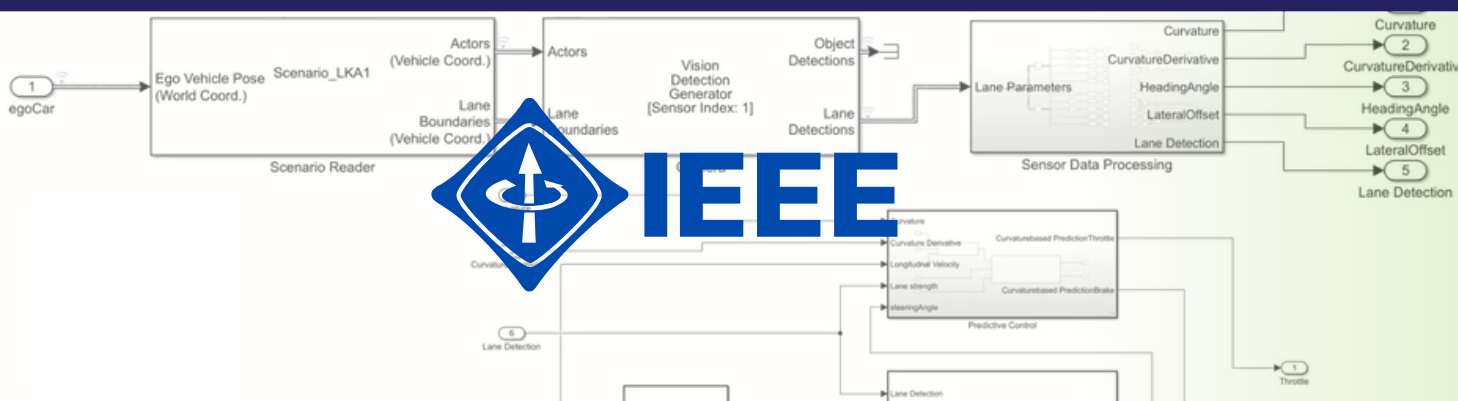 1
egoCar
Ego Vehicle Pose
(World Coord.)
Scenario_LKA1
Actors
(Vehicle Coord.)
Lane
Boundaries
(Vehicle Coord.)
Scenario Reader
Actors
Lane
Boundaries
Vision
Detection
Generator
[Sensor Index: 1]
Object
Detections
Lane
Detections
Lane Parameters
Curvature
CurvatureDerivative
HeadingAngle
LateralOffset
Lane Detection
Sensor Data Processing
Curvature
2
CurvatureDerivativ
3
HeadingAngle
4
LateralOffset
5
Lane Detection
IEEE
Curvature
Curvature Derivative
Longitudnal Velocity
Lane strength
steeringAngle
Curvaturebased PredictionThrottle
Curvaturebased PredictionBrake
Predictive Control
6
Lane Detection
1
Throttle
Lane Detection